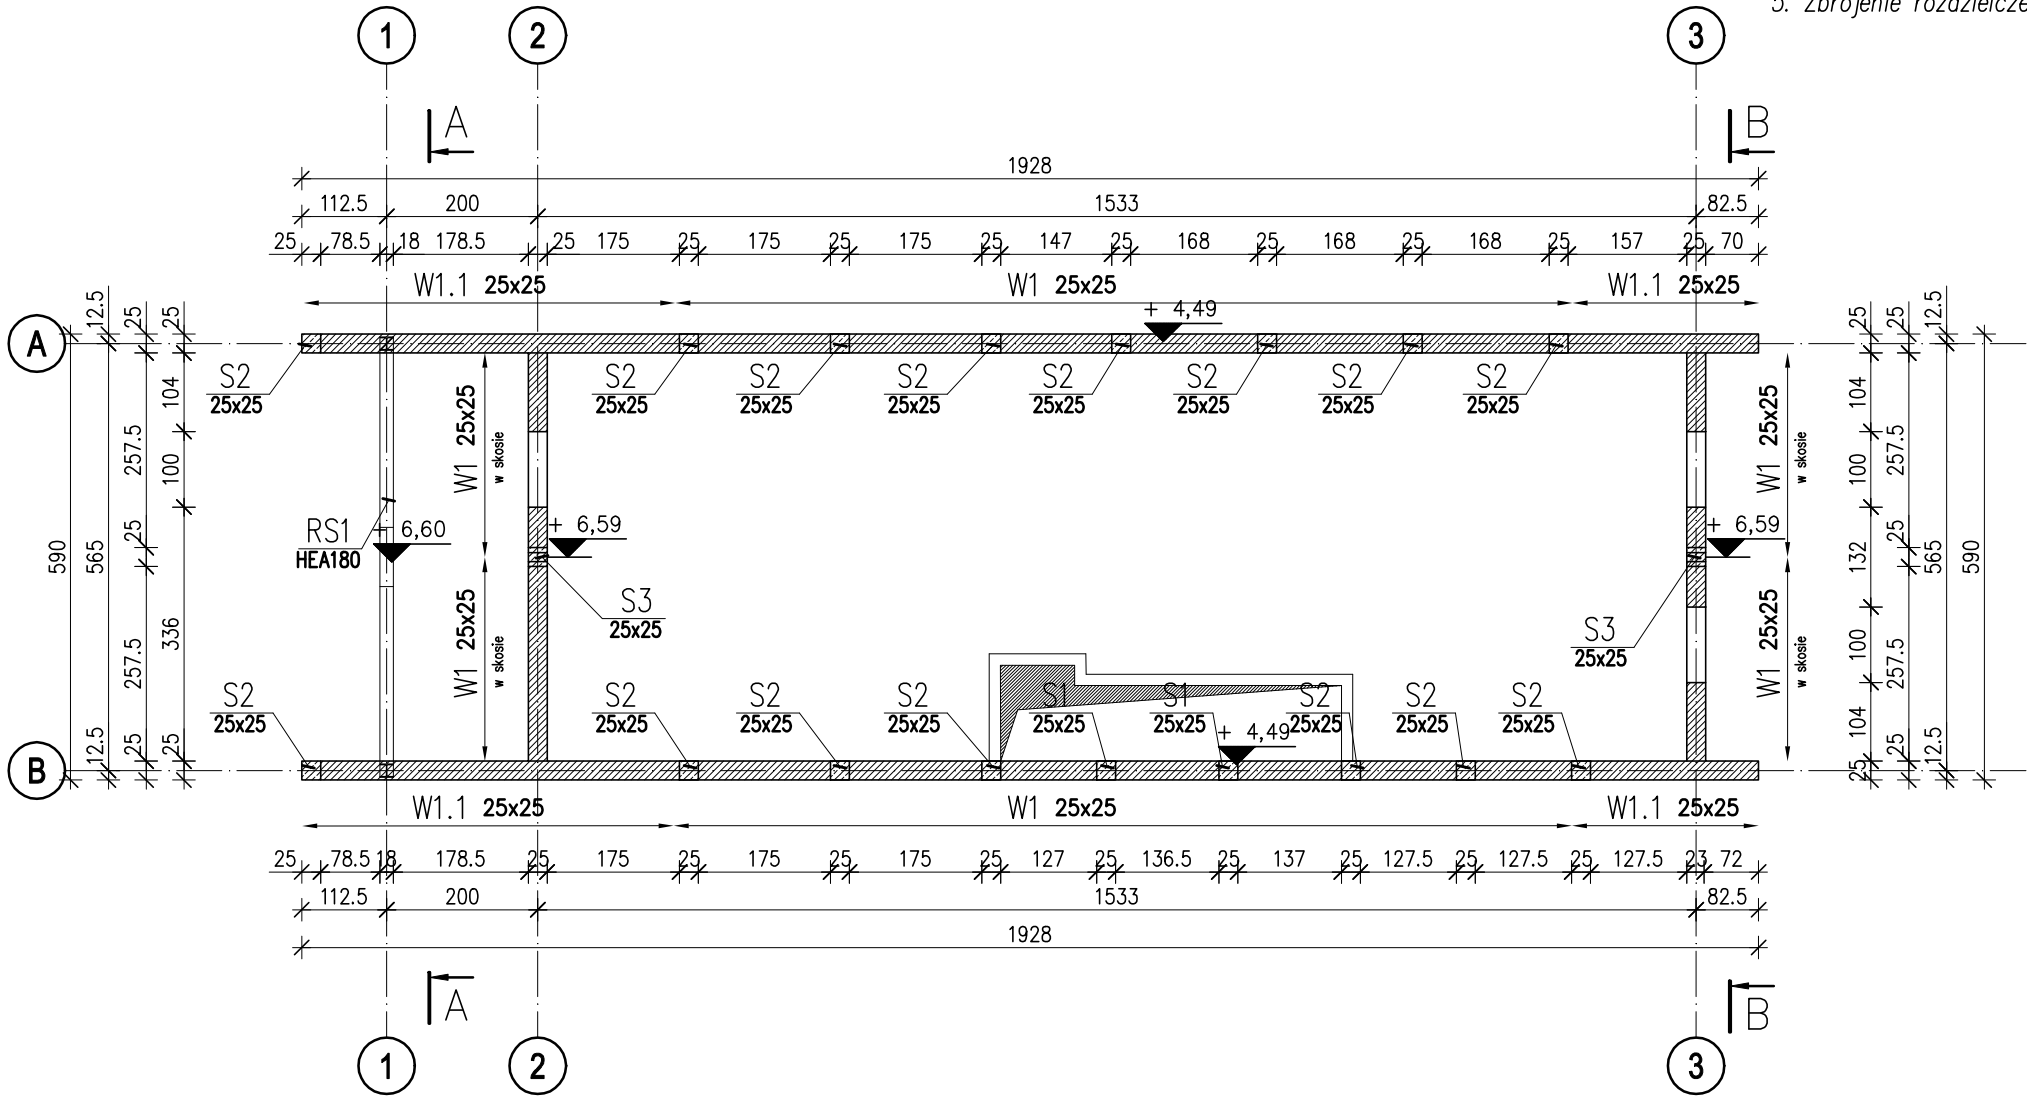 5. Zbrojenie rozdzielcze
1 2 3
A B
1928
112.5 200 1533 82.5
25 78.5 18 178.5 25 175 25 175 25 175 25 147 25 168 25 168 25 168 25 157 25 70
W1.1 25x25 W1 25x25 W1.1 25x25
+ 4,49
A
S2 S2 S2 S2 S2 S2 S2 S2
25x25 25x25 25x25 25x25 25x25 25x25 25x25 25x25
590
12.5 565 12.5
25 257.5 25 257.5 25
25 104 100 336 25
W1 25x25
w skosie
W1 25x25
w skosie
RS1
HEA180
+ 6,60
+ 6,59
S3
25x25
+ 6,59
S3
25x25
W1 25x25
w skosie
W1 25x25
w skosie
25 104 100 132 100 104 25
25 257.5 25 257.5 25
12.5 565 12.5
590
S2 S2 S2 S2 S1 S1 S2 S2 S2
25x25 25x25 25x25 25x25 25x25 25x25 25x25 25x25 25x25
+ 4,49
B
W1.1 25x25 W1 25x25 W1.1 25x25
25 78.5 18 178.5 25 175 25 175 25 175 25 127 25 136.5 25 137 25 127.5 25 127.5 25 127.5 23 72
112.5 200 1533 82.5
1928
A B
1 2 3